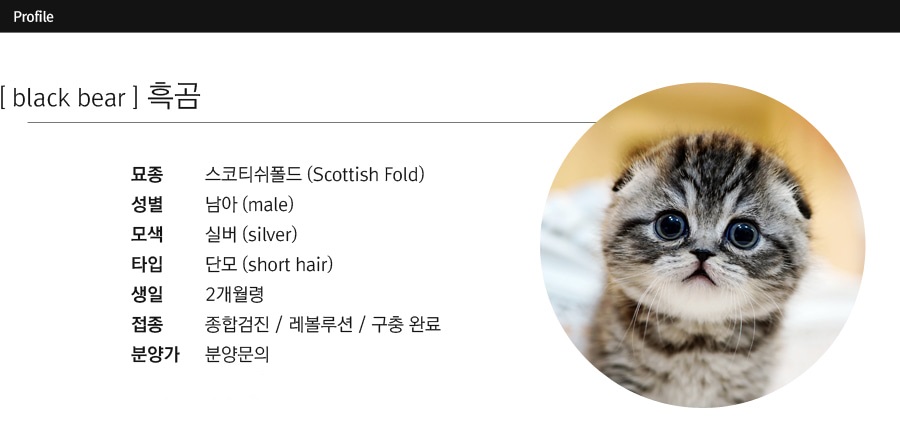 Profile
[ black bear ] 흑곰
묘종 스코티쉬폴드 (Scottish Fold)
성별 남아 (male)
모색 실버 (silver)
타입 단모 (short hair)
생일 2개월령
접종 종합검진 / 레볼루션 / 구충 완료
분양가 분양문의